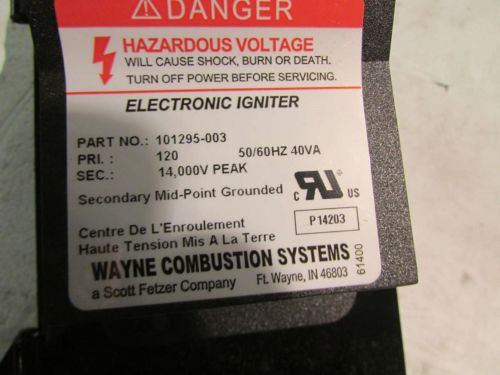 DANGER
HAZARDOUS VOLTAGE
WILL CAUSE SHOCK, BURN OR DEATH.
TURN OFF POWER BEFORE SERVICING.
ELECTRONIC IGNITER
PART NO.: 101295-003
PRI. : 120 50/60HZ 40VA
SEC.: 14,000V PEAK
Secondary Mid-Point Grounded
C RU US
P14203
Centre De L'Enroulement
Haute Tension Mis A La Terre
WAYNE COMBUSTION SYSTEMS
a Scott Fetzer Company Ft. Wayne, IN 46803
61400